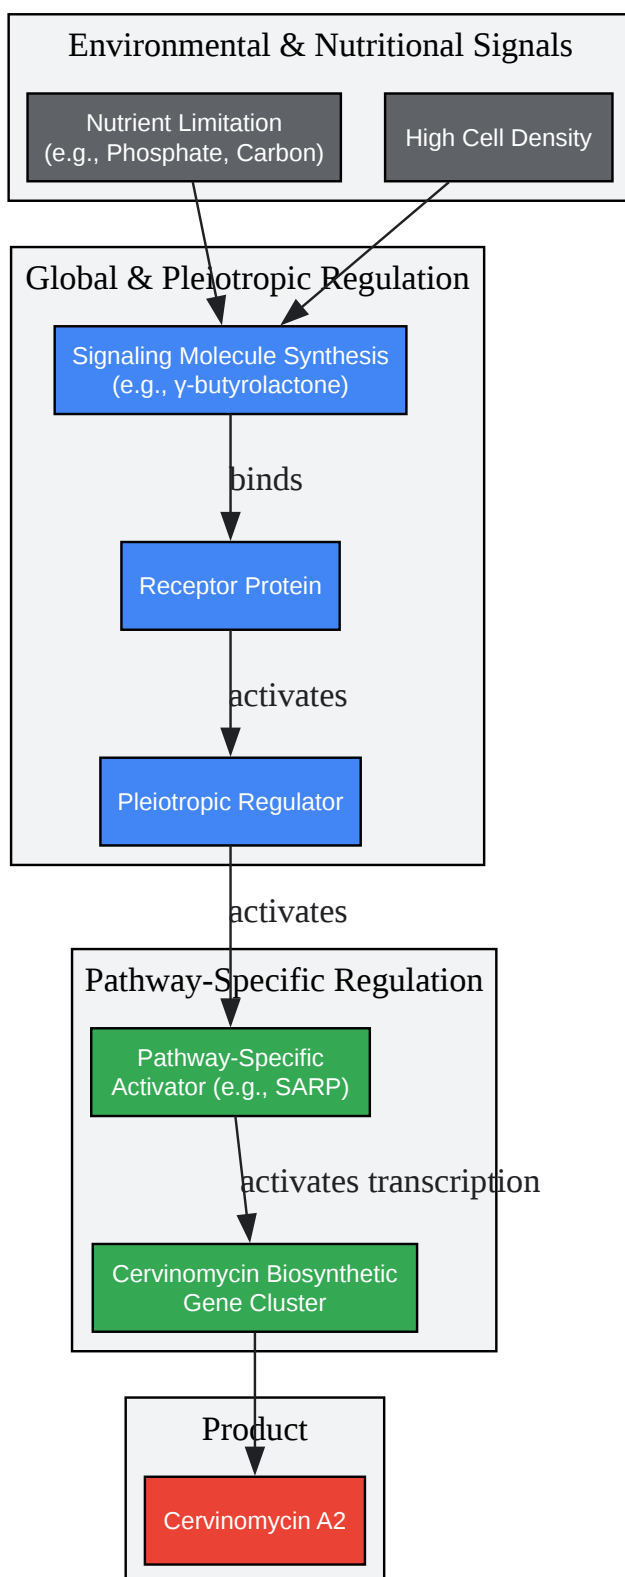 Environmental & Nutritional Signals
Nutrient Limitation
(e.g., Phosphate, Carbon)
High Cell Density
Global & Pleiotropic Regulation
Signaling Molecule Synthesis
(e.g., γ-butyrolactone)
binds
Receptor Protein
activates
Pleiotropic Regulator
activates
Pathway-Specific Regulation
Pathway-Specific
Activator (e.g., SARP)
activates transcription
Cervinomycin Biosynthetic
Gene Cluster
Product
Cervinomycin A2